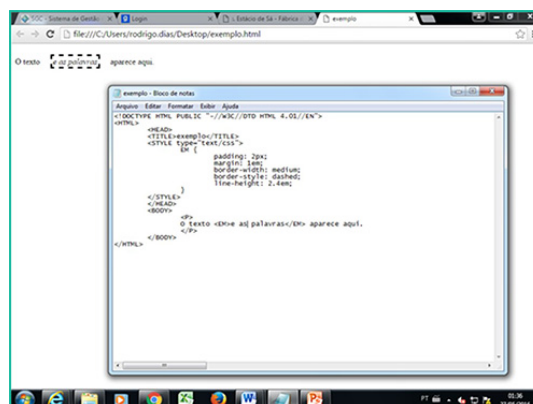 SGC - Sistema de Gestão
Login
Estácio de Sá - Fábrica
exemplo
file:///C:/Users/rodrigo.dias/Desktop/exemplo.html
O texto e as palavras aparece aqui.
exemplo - Bloco de notas
Arquivo Editar Formatar Exibir Ajuda
<!DOCTYPE HTML PUBLIC "-//W3C//DTD HTML 4.01//EN">
<HTML>
<HEAD>
<TITLE>exemplo</TITLE>
<STYLE type="text/css">
EM {
padding: 2px;
margin: 1em;
border-width: medium;
border-style: dashed;
line-height: 2.4em;
}
</STYLE>
</HEAD>
<BODY>
<P>
O texto <EM>e as palavras</EM> aparece aqui.
</P>
</BODY>
</HTML>
PT
01:36